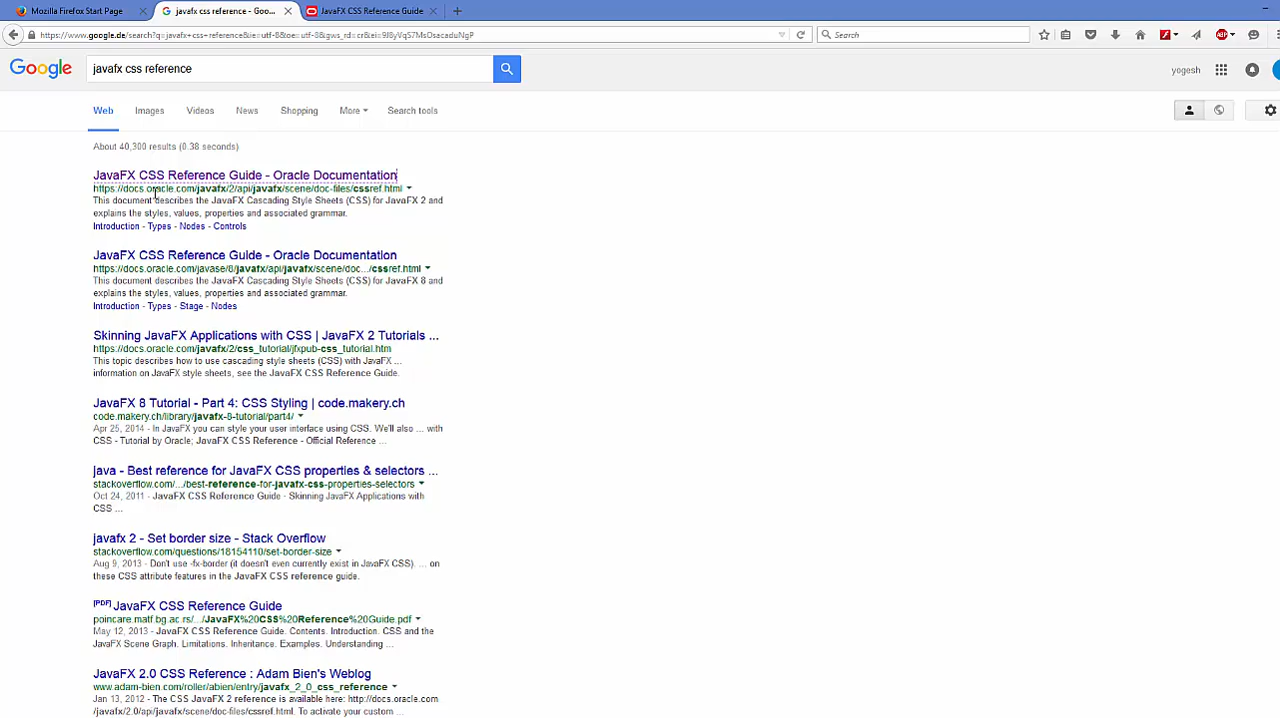 Mozilla Firefox Start Page
javafx css reference - Goo...
JavaFX CSS Reference Guide
https://www.google.de/search?q=javafx+css+reference&ie=utf-8&oe=utf-8&gws_rd=cr&ei=9I8yVqS7MsOsacaduNgP
Search
Google
javafx css reference
yogesh
Web
Images
Videos
News
Shopping
More
Search tools
About 40,300 results (0.38 seconds)
JavaFX CSS Reference Guide - Oracle Documentation
https://docs.oracle.com/javafx/2/api/javafx/scene/doc-files/cssref.html
This document describes the JavaFX Cascading Style Sheets (CSS) for JavaFX 2 and
explains the styles, values, properties and associated grammar.
Introduction - Types - Nodes - Controls
JavaFX CSS Reference Guide - Oracle Documentation
https://docs.oracle.com/javase/8/javafx/api/javafx/scene/doc.../cssref.html
This document describes the JavaFX Cascading Style Sheets (CSS) for JavaFX 8 and
explains the styles, values, properties and associated grammar.
Introduction - Types - Stage - Nodes
Skinning JavaFX Applications with CSS | JavaFX 2 Tutorials ...
https://docs.oracle.com/javafx/2/css_tutorial/jfxpub-css_tutorial.htm
This topic describes how to use cascading style sheets (CSS) with JavaFX ...
information on JavaFX style sheets, see the JavaFX CSS Reference Guide.
JavaFX 8 Tutorial - Part 4: CSS Styling | code.makery.ch
code.makery.ch/library/javafx-8-tutorial/part4/
Apr 25, 2014 - In JavaFX you can style your user interface using CSS. We'll also ... with
CSS - Tutorial by Oracle; JavaFX CSS Reference - Official Reference ...
java - Best reference for JavaFX CSS properties & selectors ...
stackoverflow.com/.../best-reference-for-javafx-css-properties-selectors
Oct 24, 2011 - JavaFX CSS Reference Guide - Skinning JavaFX Applications with
CSS ...
javafx 2 - Set border size - Stack Overflow
stackoverflow.com/questions/18154110/set-border-size
Aug 9, 2013 - Don't use -fx-border (it doesn't even currently exist in JavaFX CSS). ... on
these CSS attribute features in the JavaFX CSS reference guide.
[PDF] JavaFX CSS Reference Guide
poincare.matf.bg.ac.rs/.../JavaFX%20CSS%20Reference%20Guide.pdf
May 12, 2013 - JavaFX CSS Reference Guide. Contents. Introduction. CSS and the
JavaFX Scene Graph. Limitations. Inheritance. Examples. Understanding ...
JavaFX 2.0 CSS Reference : Adam Bien's Weblog
www.adam-bien.com/roller/abien/entry/javafx_2_0_css_reference
Jan 13, 2012 - The CSS JavaFX 2 reference is available here: http://docs.oracle.com
/javafx/2.0/api/javafx/scene/doc-files/cssref.html. To activate your custom ...